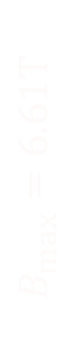 B_max = 6.61T